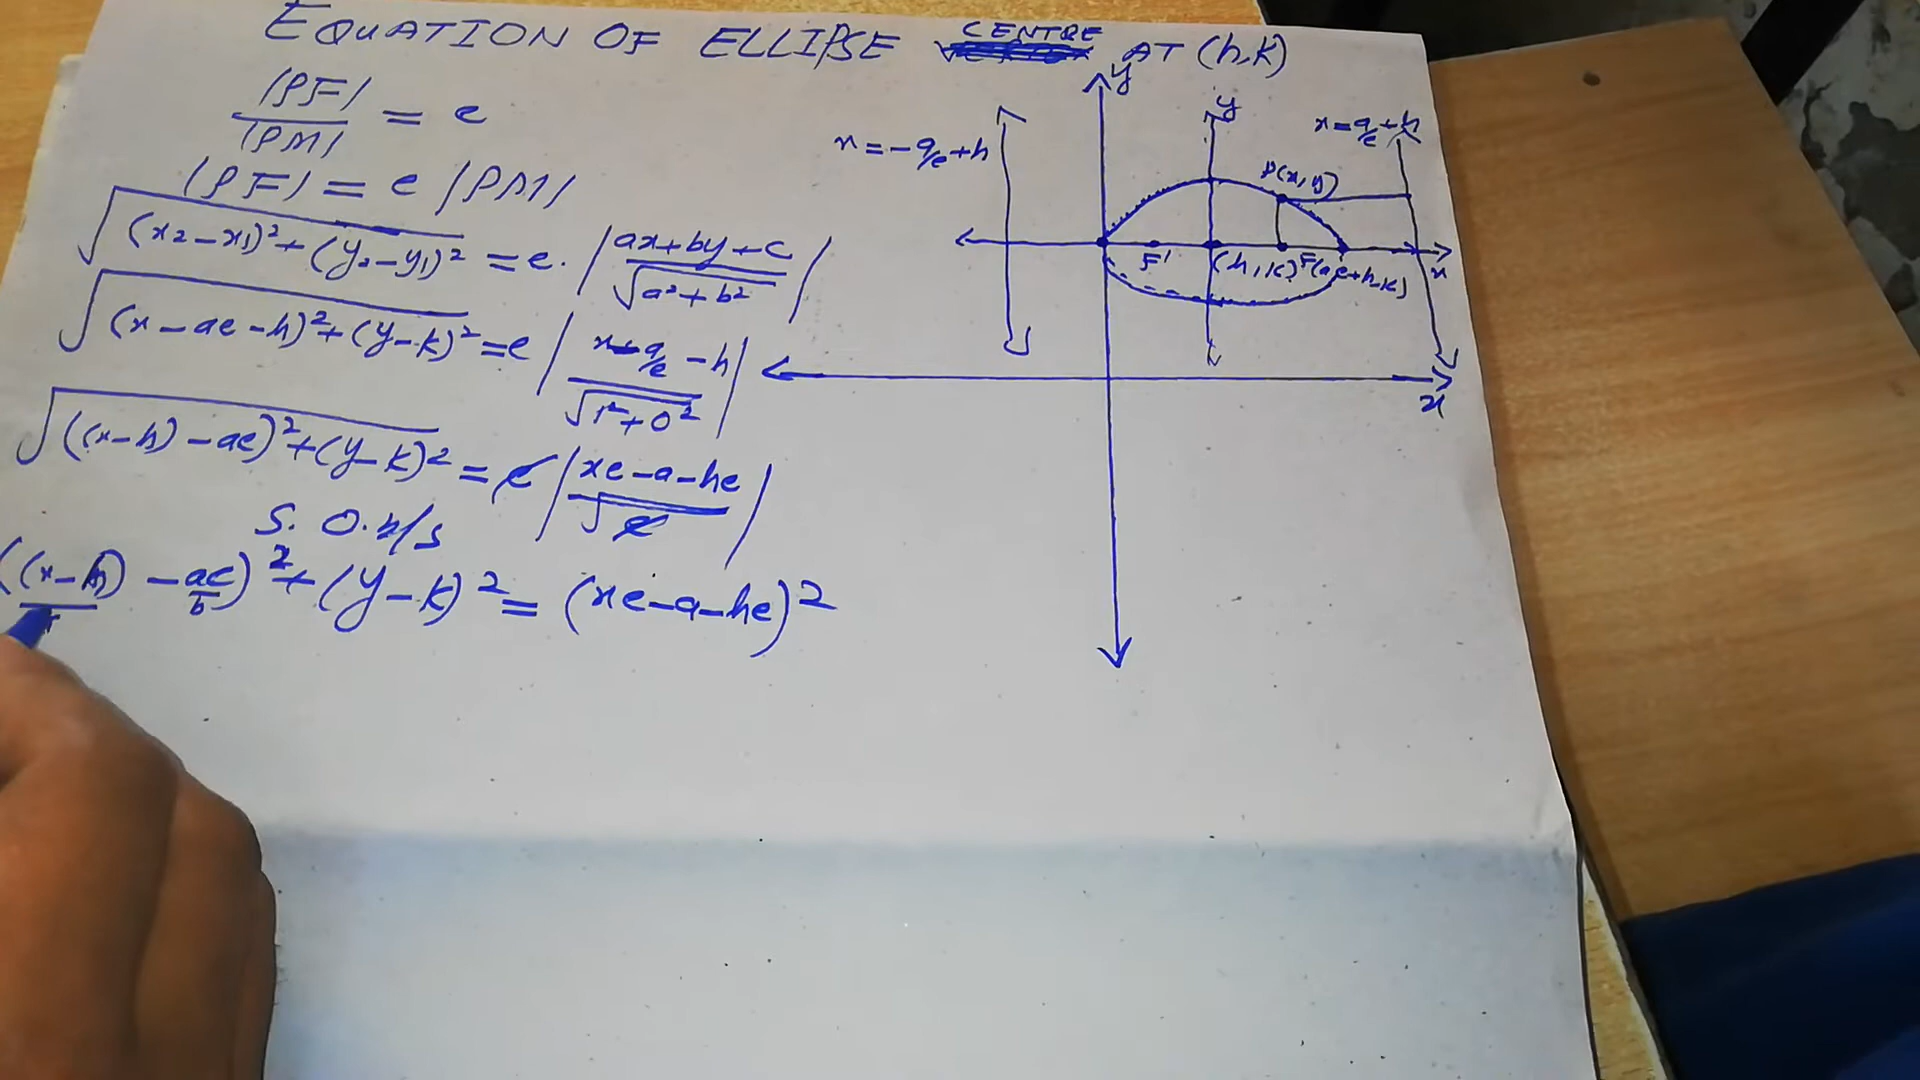 EQUATION OF ELLIPSE CENTRE AT (h,k)
|PF|/|PM| = e
|PF| = e |PM|
√((x₂-x₁)²+(y₂-y₁)²) = e. |(ax+by+c)/√(a²+b²)|
√((x-ae-h)²+(y-k)²) = e |(x-a/e-h)/√(1²+0²)|
√(((x-h)-ae)²+(y-k)²) = e |(xe-a-he)/√e|
S.O.b/s
((x-h)-ae)²+(y-k)² = (xe-a-he)²
b
y
y
x=-a/e+h
x=a/e+h
P(x,y)
F'
(h,k)
F(ae+h,k)
x
x